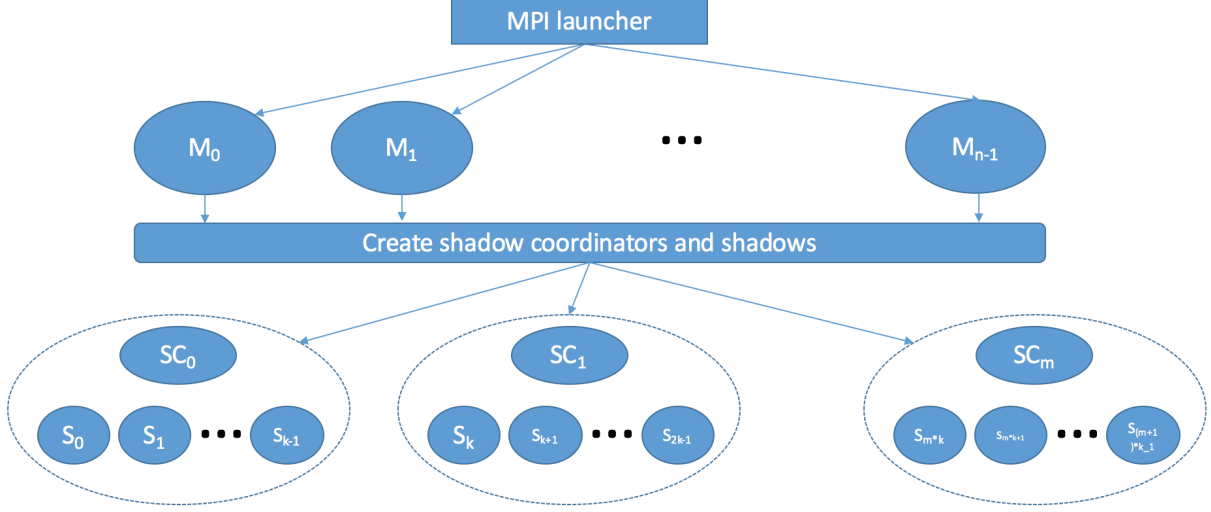 MPI launcher
M0 M1 ... Mn-1
Create shadow coordinators and shadows
SC0 SC1 SCm
S0 S1 ... Sk-1 Sk Sk+1 ... S2k-1 Sm*k Sm*k+1 ... S(m+1
)*k_1